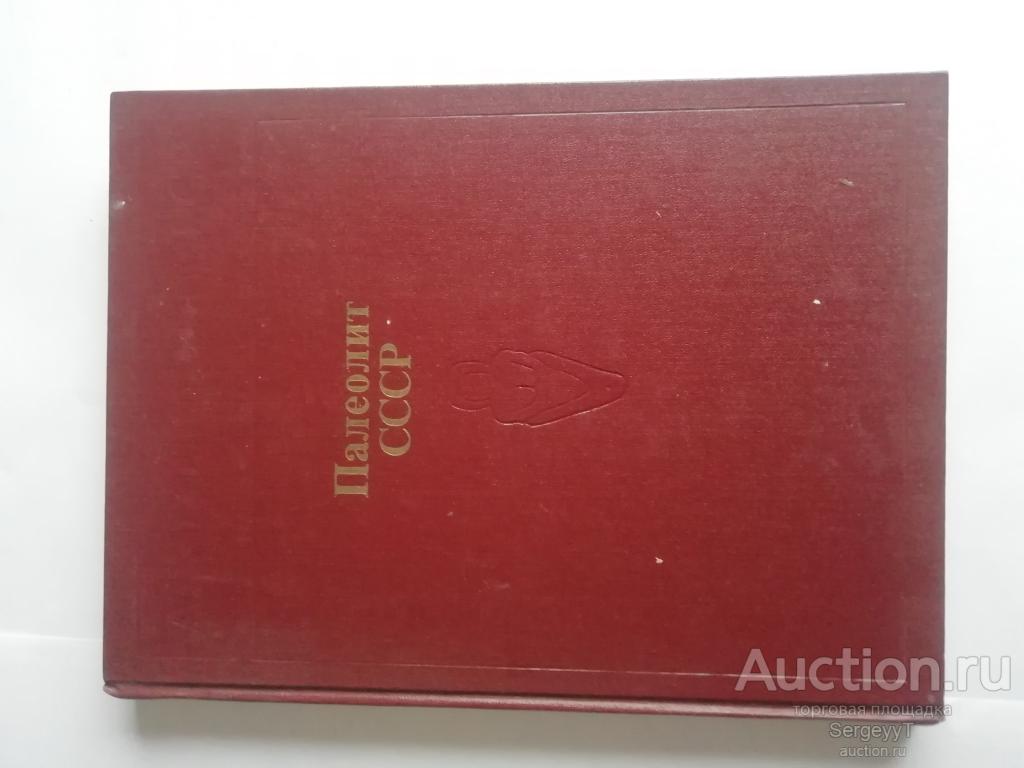 Палеолит
СССР
Auction.ru
торговая площадка
SergeyyT
auction.ru